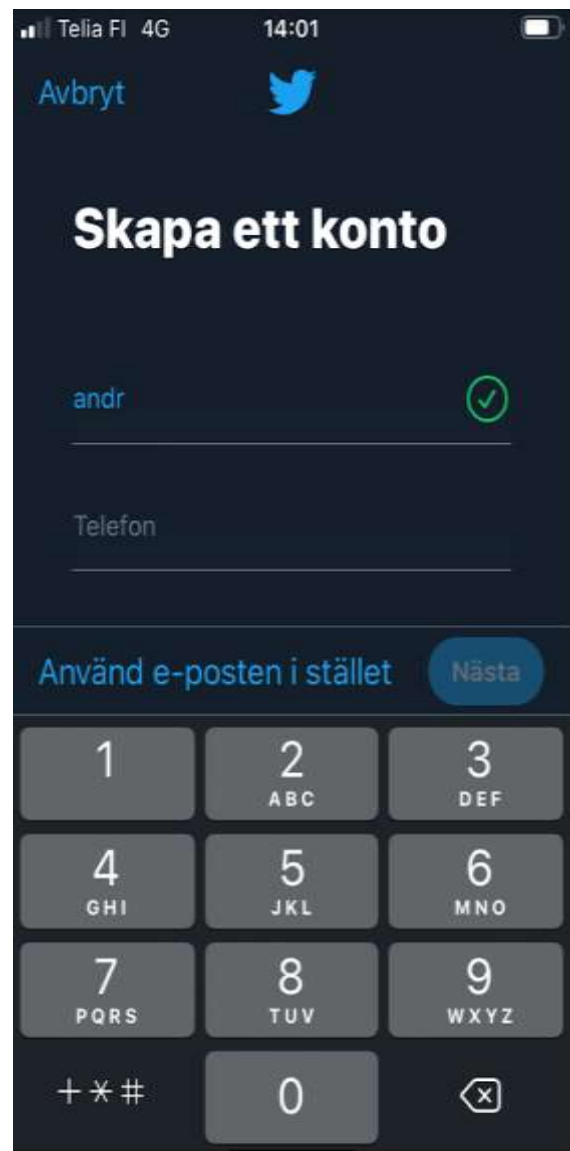 Telia FI 4G 14:01
Avbryt
Skapa ett konto
andr
Telefon
Använd e-posten i stället Nästa
1 2 3
ABC DEF
4 5 6
GHI JKL MNO
7 8 9
PQRS TUV WXYZ
+*# 0